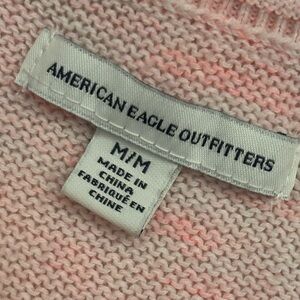 AMERICAN EAGLE OUTFITTERS
M/M
MADE IN
CHINA
FABRIQUÉ EN
CHINE